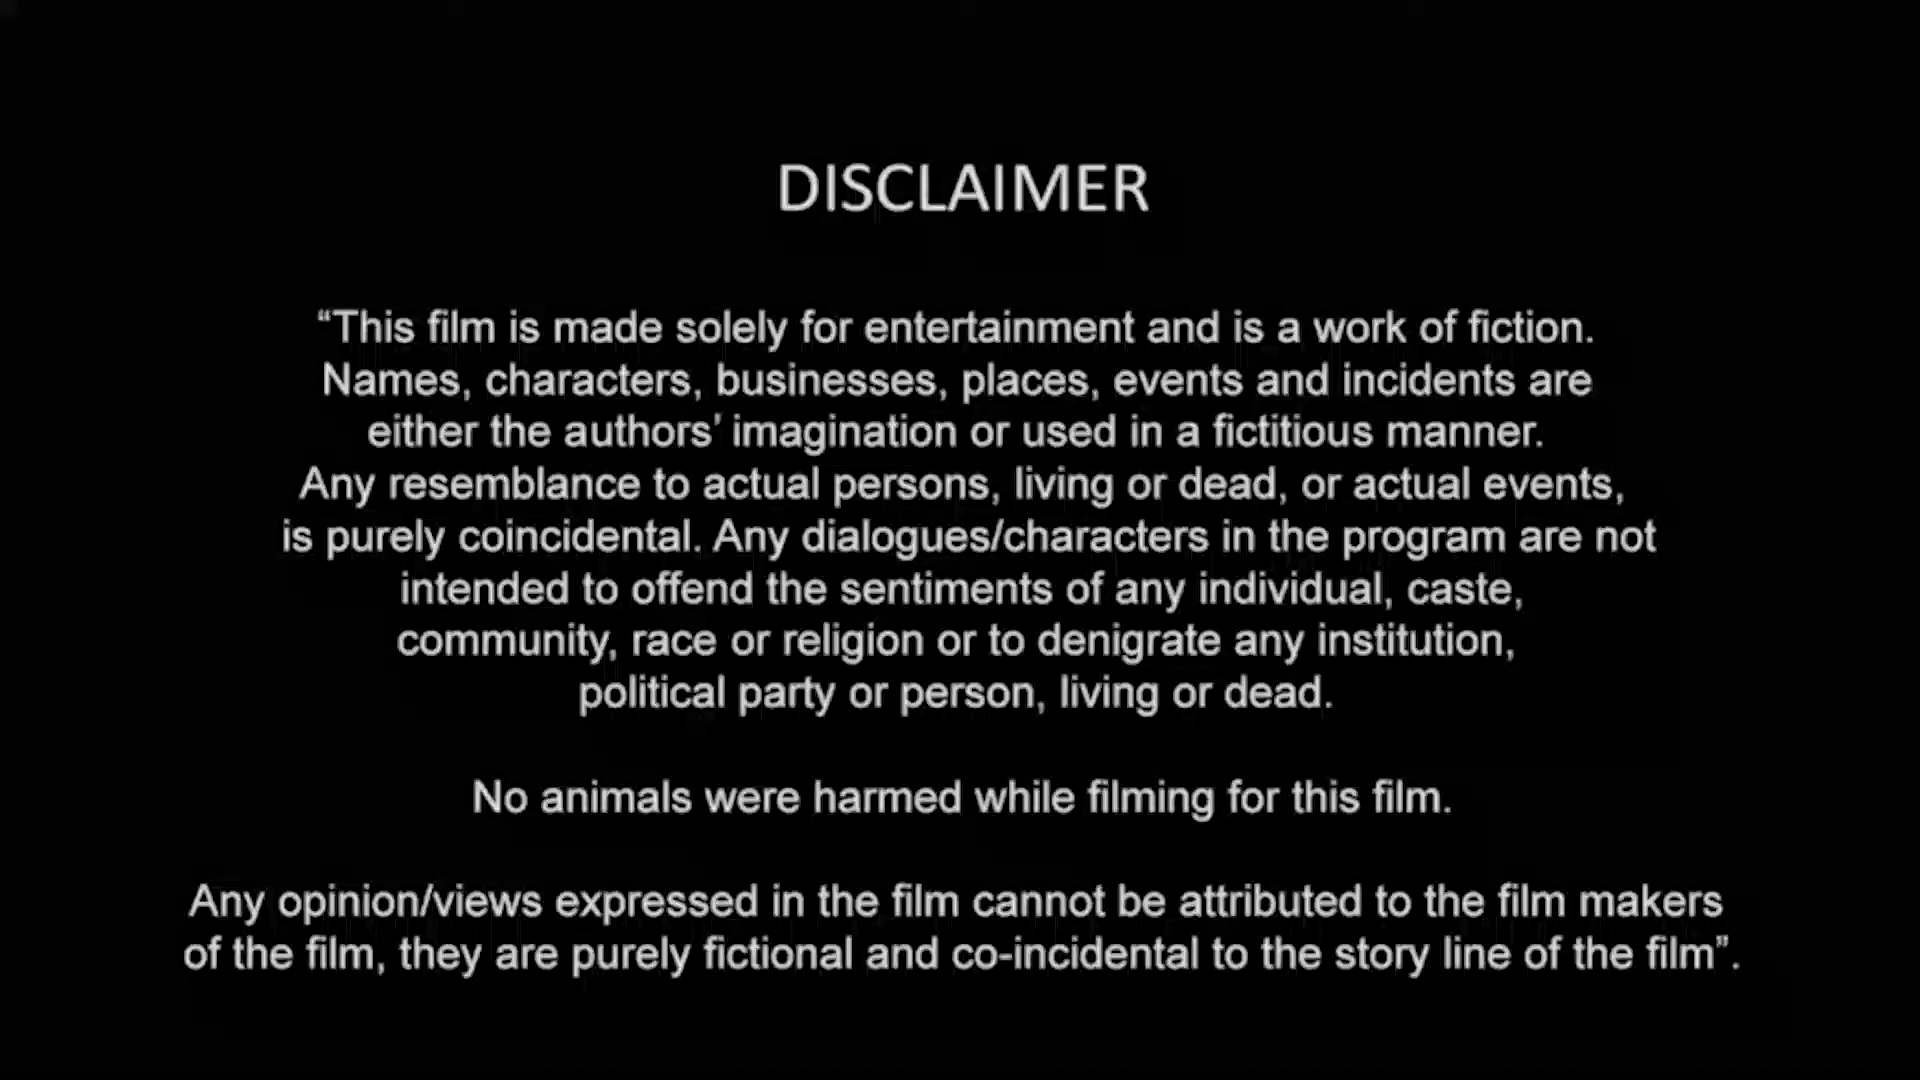 DISCLAIMER
“This film is made solely for entertainment and is a work of fiction.
Names, characters, businesses, places, events and incidents are
either the authors’ imagination or used in a fictitious manner.
Any resemblance to actual persons, living or dead, or actual events,
is purely coincidental. Any dialogues/characters in the program are not
intended to offend the sentiments of any individual, caste,
community, race or religion or to denigrate any institution,
political party or person, living or dead.
No animals were harmed while filming for this film.
Any opinion/views expressed in the film cannot be attributed to the film makers
of the film, they are purely fictional and co-incidental to the story line of the film”.